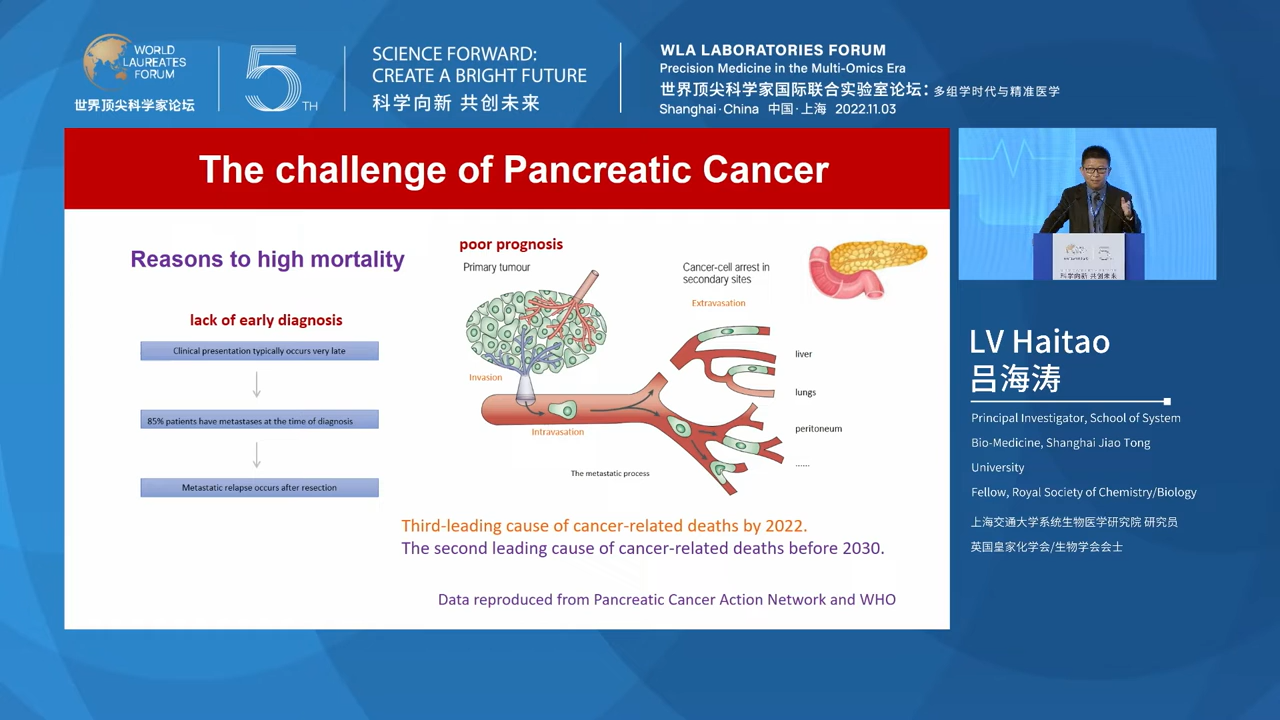 WORLD
LAUREATES
FORUM
世界顶尖科学家论坛
5TH
SCIENCE FORWARD:
CREATE A BRIGHT FUTURE
科学向新 共创未来
WLA LABORATORIES FORUM
Precision Medicine in the Multi-Omics Era
世界顶尖科学家国际联合实验室论坛：多组学时代与精准医学
Shanghai·China 中国·上海 2022.11.03
The challenge of Pancreatic Cancer
Reasons to high mortality
lack of early diagnosis
Clinical presentation typically occurs very late
85% patients have metastases at the time of diagnosis
Metastatic relapse occurs after resection
poor prognosis
Primary tumour
Cancer-cell arrest in
secondary sites
Extravasation
Invasion
Intravasation
liver
lungs
peritoneum
......
The metastatic process
Third-leading cause of cancer-related deaths by 2022.
The second leading cause of cancer-related deaths before 2030.
Data reproduced from Pancreatic Cancer Action Network and WHO
科学向新 共创未来
LV Haitao
吕海涛
Principal Investigator, School of System
Bio-Medicine, Shanghai Jiao Tong
University
Fellow, Royal Society of Chemistry/Biology
上海交通大学系统生物医学研究院 研究员
英国皇家化学会/生物学会会士